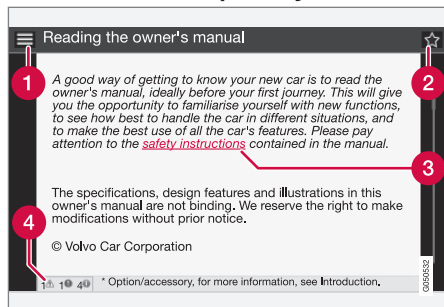 Reading the owner's manual
1
2
A good way of getting to know your new car is to read the
owner's manual, ideally before your first journey. This will give
you the opportunity to familiarise yourself with new functions,
to see how best to handle the car in different situations, and
to make the best use of all the car's features. Please pay
attention to the safety instructions contained in the manual.
3
The specifications, design features and illustrations in this
owner's manual are not binding. We reserve the right to make
modifications without prior notice.
4
© Volvo Car Corporation
1 1 4 * Option/accessory, for more information, see Introduction.
G050532